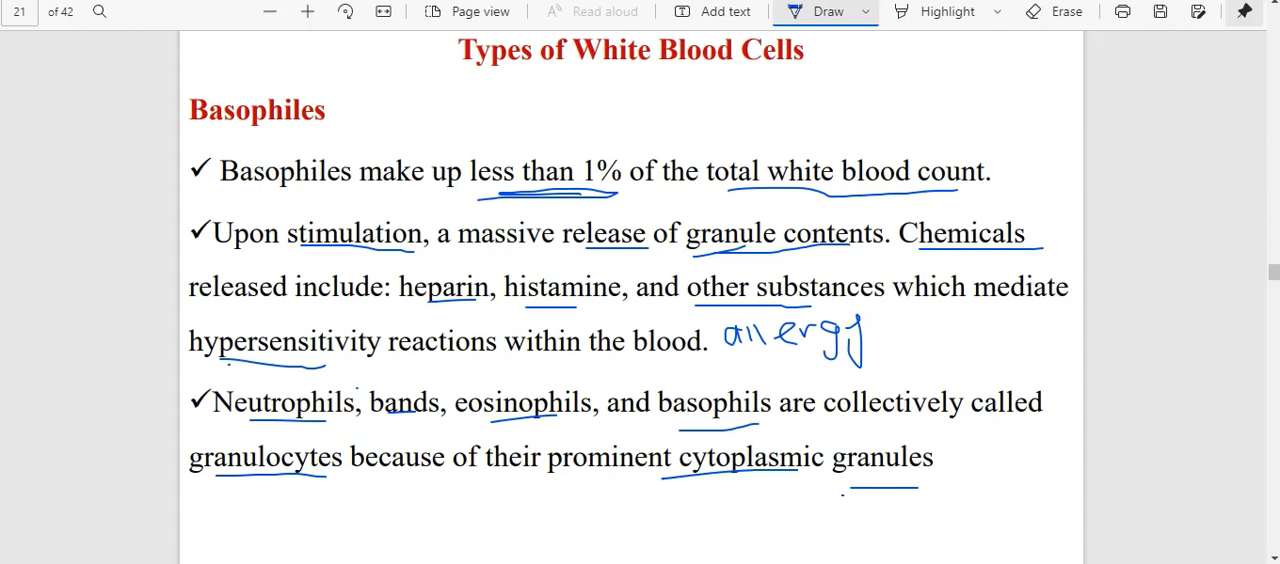 21 of 42 Page view Read aloud Add text Draw Highlight Erase
Types of White Blood Cells
Basophiles
✓ Basophiles make up less than 1% of the total white blood count.
✓Upon stimulation, a massive release of granule contents. Chemicals
released include: heparin, histamine, and other substances which mediate
hypersensitivity reactions within the blood. allergy
✓Neutrophils, bands, eosinophils, and basophils are collectively called
granulocytes because of their prominent cytoplasmic granules